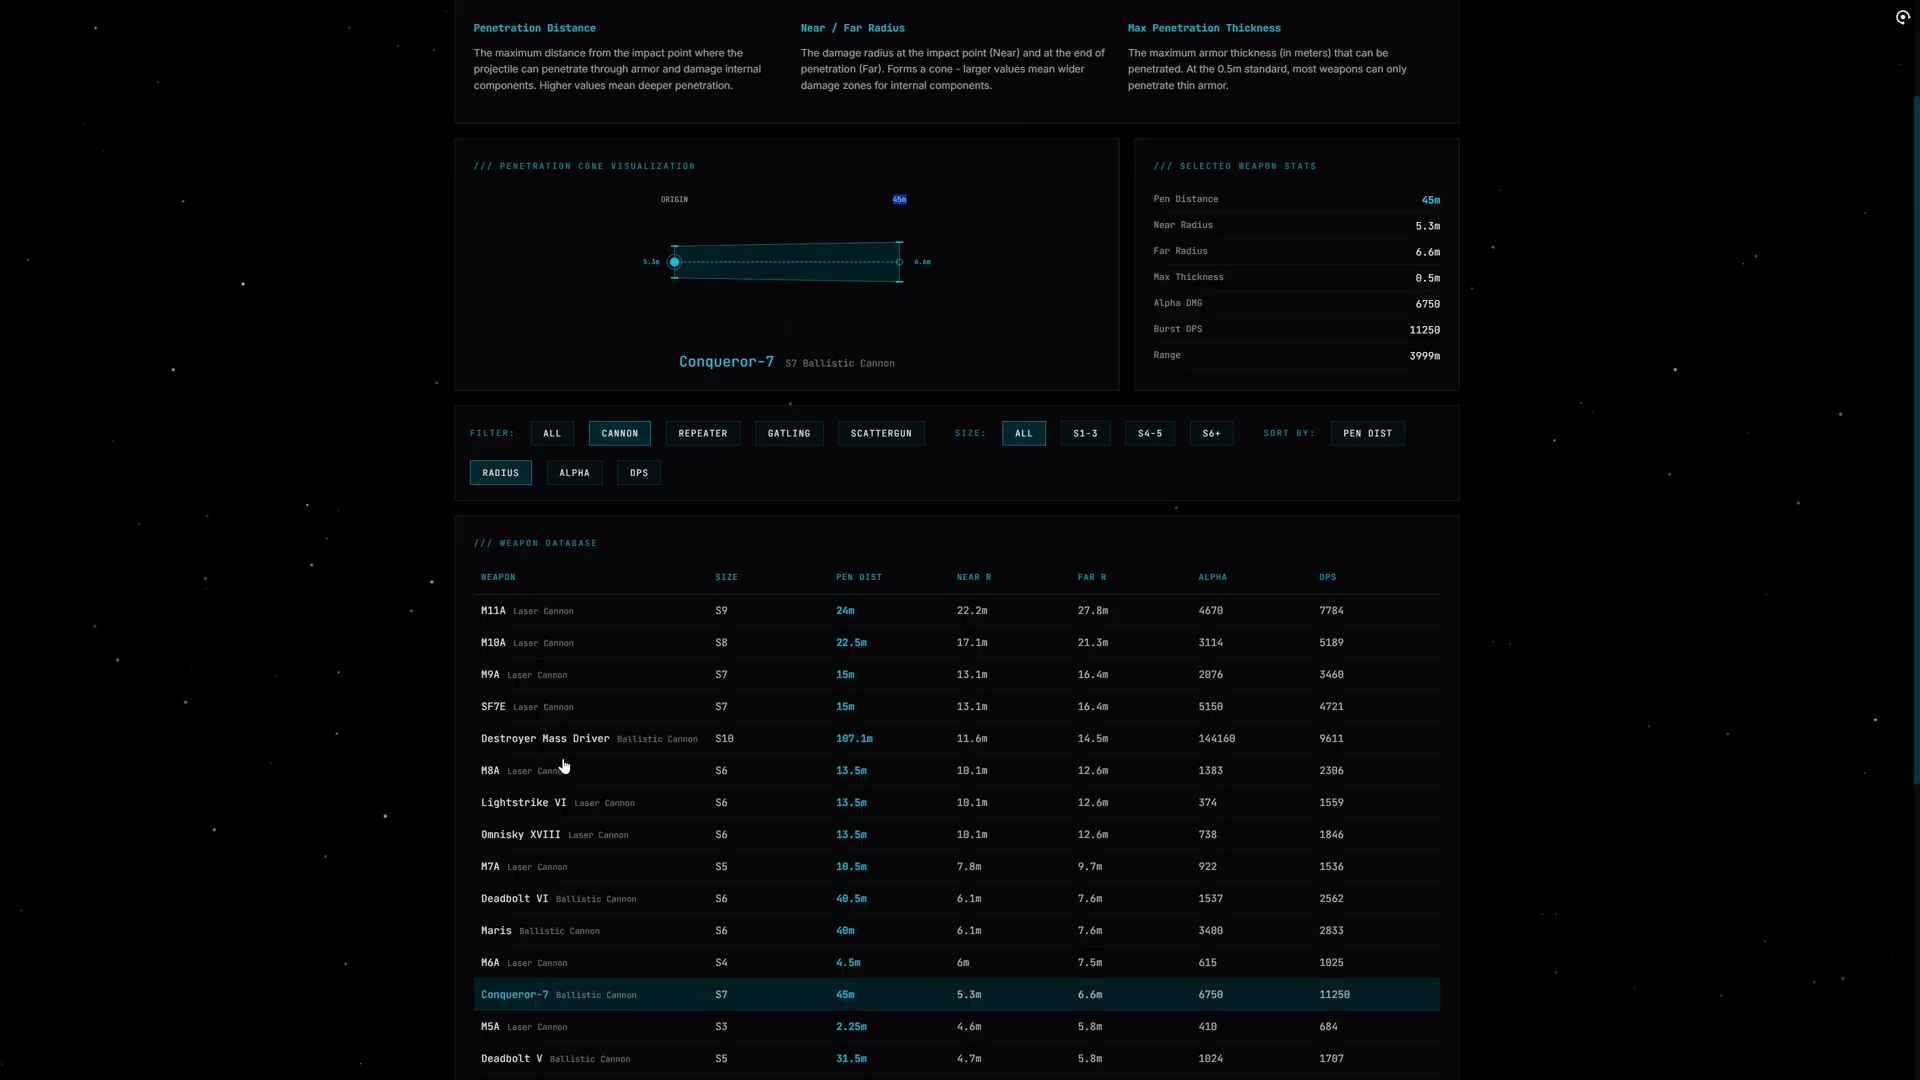 Penetration Distance
The maximum distance from the impact point where the
projectile can penetrate through armor and damage internal
components. Higher values mean deeper penetration.
Near / Far Radius
The damage radius at the impact point (Near) and at the end of
penetration (Far). Forms a cone - larger values mean wider
damage zones for internal components.
Max Penetration Thickness
The maximum armor thickness (in meters) that can be
penetrated. At the 0.5m standard, most weapons can only
penetrate thin armor.
/// PENETRATION CONE VISUALIZATION
ORIGIN 45m
5.3m 6.6m
Conqueror-7 S7 Ballistic Cannon
/// SELECTED WEAPON STATS
Pen Distance 45m
Near Radius 5.3m
Far Radius 6.6m
Max Thickness 0.5m
Alpha DMG 6750
Burst DPS 11250
Range 3999m
FILTER: ALL CANNON REPEATER GATLING SCATTERGUN SIZE: ALL S1-3 S4-5 S6+ SORT BY: PEN DIST
RADIUS ALPHA DPS
/// WEAPON DATABASE
WEAPON SIZE PEN DIST NEAR R FAR R ALPHA DPS
M11A Laser Cannon S9 24m 22.2m 27.8m 4670 7784
M10A Laser Cannon S8 22.5m 17.1m 21.3m 3114 5189
M9A Laser Cannon S7 15m 13.1m 16.4m 2076 3460
SF7E Laser Cannon S7 15m 13.1m 16.4m 5150 4721
Destroyer Mass Driver Ballistic Cannon S10 107.1m 11.6m 14.5m 144160 9611
M8A Laser Cannon S6 13.5m 10.1m 12.6m 1383 2306
Lightstrike VI Laser Cannon S6 13.5m 10.1m 12.6m 374 1559
Omnisky XVIII Laser Cannon S6 13.5m 10.1m 12.6m 738 1846
M7A Laser Cannon S5 10.5m 7.8m 9.7m 922 1536
Deadbolt VI Ballistic Cannon S6 40.5m 6.1m 7.6m 1537 2562
Maris Ballistic Cannon S6 40m 6.1m 7.6m 3400 2833
M6A Laser Cannon S4 4.5m 6m 7.5m 615 1025
Conqueror-7 Ballistic Cannon S7 45m 5.3m 6.6m 6750 11250
M5A Laser Cannon S3 2.25m 4.6m 5.8m 410 684
Deadbolt V Ballistic Cannon S5 31.5m 4.7m 5.8m 1024 1707